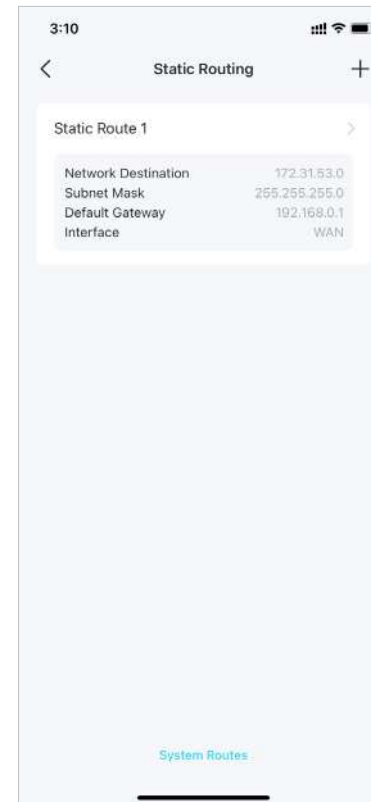 3:10
Static Routing
Static Route 1
Network Destination 172.31.53.0
Subnet Mask 255.255.255.0
Default Gateway 192.168.0.1
Interface WAN
System Routes